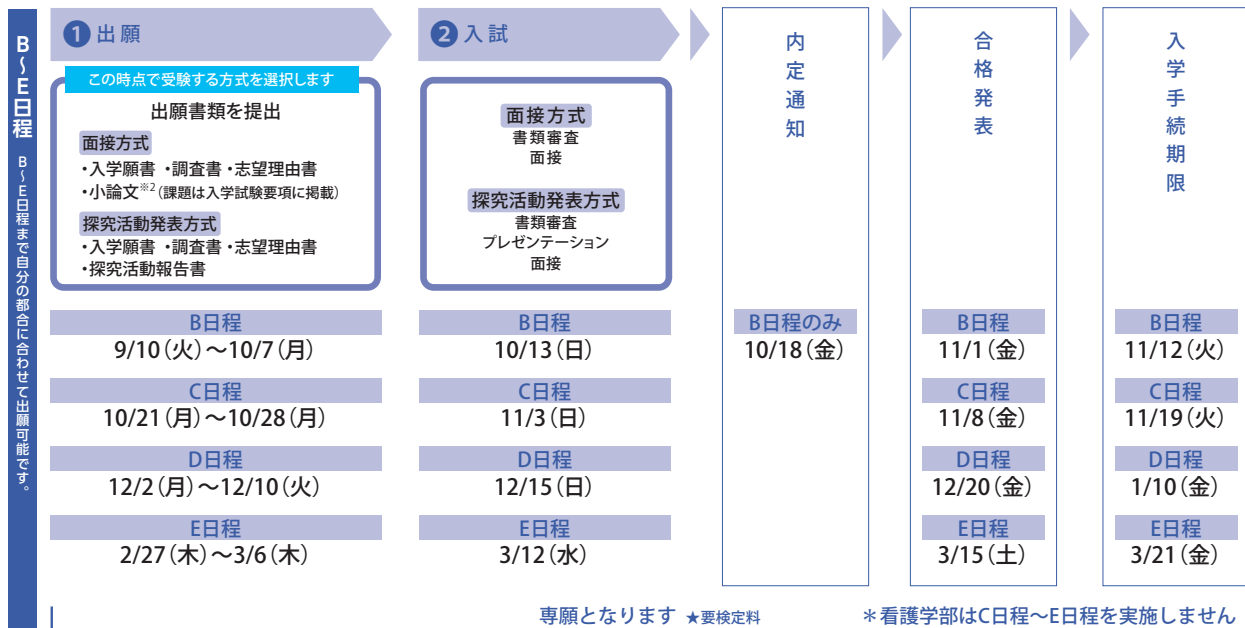 B〜E日程
B〜E日程まで自分の都合に合わせて出願可能です。
❶出願
この時点で受験する方式を選択します
出願書類を提出
面接方式
・入学願書 ・調査書・志望理由書
・小論文※2(課題は入学試験要項に掲載)
探究活動発表方式
・入学願書 ・調査書・志望理由書
・探究活動報告書
❷入試
面接方式
書類審査
面接
探究活動発表方式
書類審査
プレゼンテーション
面接
内定通知
合格発表
入学手続期限
B日程
9/10(火)〜10/7(月)
B日程
10/13(日)
B日程のみ
10/18(金)
B日程
11/1(金)
B日程
11/12(火)
C日程
10/21(月)〜10/28(月)
C日程
11/3(日)
C日程
11/8(金)
C日程
11/19(火)
D日程
12/2(月)〜12/10(火)
D日程
12/15(日)
D日程
12/20(金)
D日程
1/10(金)
E日程
2/27(木)〜3/6(木)
E日程
3/12(水)
E日程
3/15(土)
E日程
3/21(金)
専願となります ★要検定料
＊看護学部はC日程〜E日程を実施しません